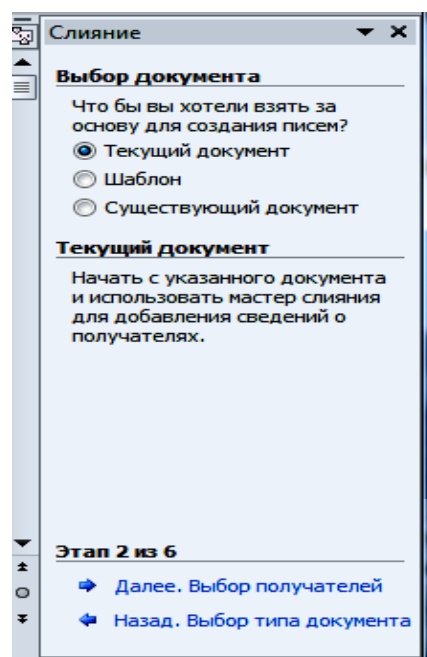 Слияние
Выбор документа
Что бы вы хотели взять за
основу для создания писем?
Текущий документ
Шаблон
Существующий документ
Текущий документ
Начать с указанного документа
и использовать мастер слияния
для добавления сведений о
получателях.
Этап 2 из 6
Далее. Выбор получателей
Назад. Выбор типа документа